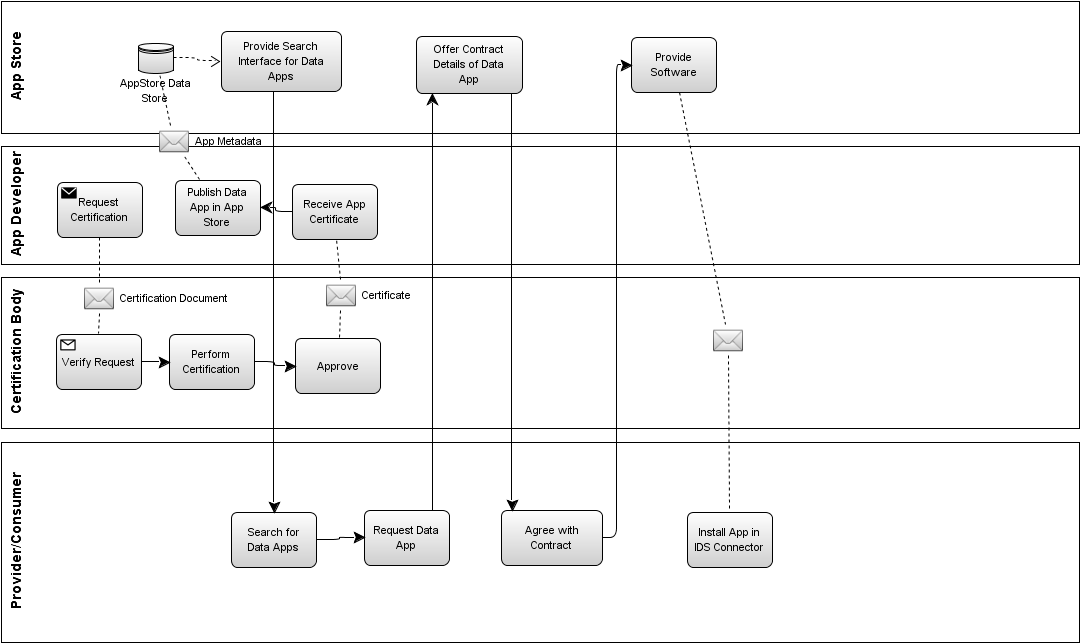 App Store
AppStore Data
Store
Provide Search
Interface for Data
Apps
Offer Contract
Details of Data
App
Provide
Software
App Metadata
App Developer
Request
Certification
Publish Data
App in App
Store
Receive App
Certificate
Certification Body
Certification Document
Certificate
Verify Request
Perform
Certification
Approve
Provider/Consumer
Search for
Data Apps
Request Data
App
Agree with
Contract
Install App in
IDS Connector